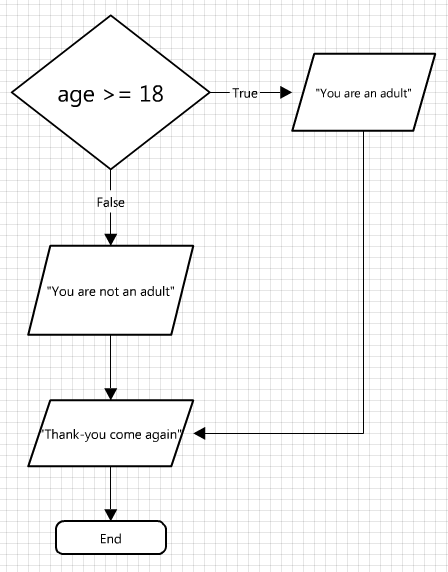 age >= 18
True
"You are an adult"
False
"You are not an adult"
"Thank-you come again"
End